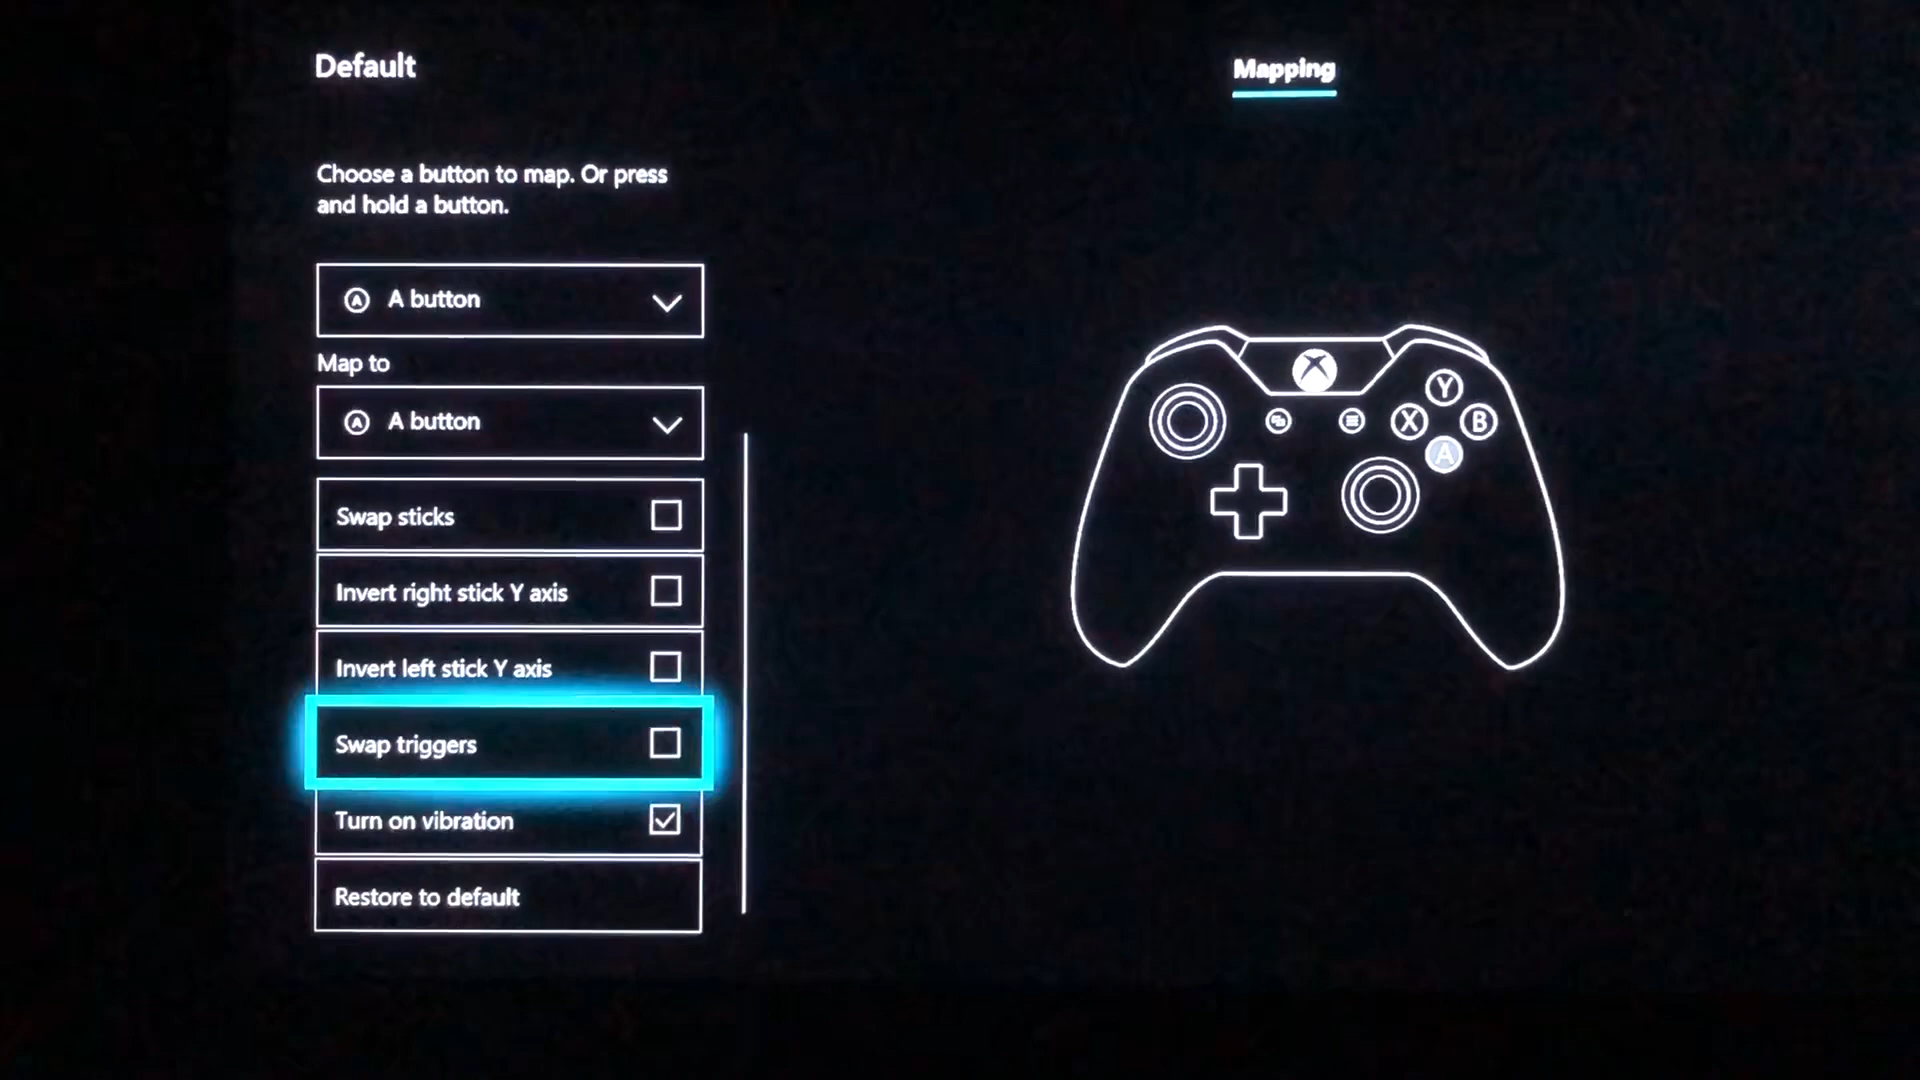 Default
Mapping
Choose a button to map. Or press
and hold a button.
A A button
Map to
A A button
Swap sticks
Invert right stick Y axis
Invert left stick Y axis
Swap triggers
Turn on vibration
Restore to default
Y
X B
A